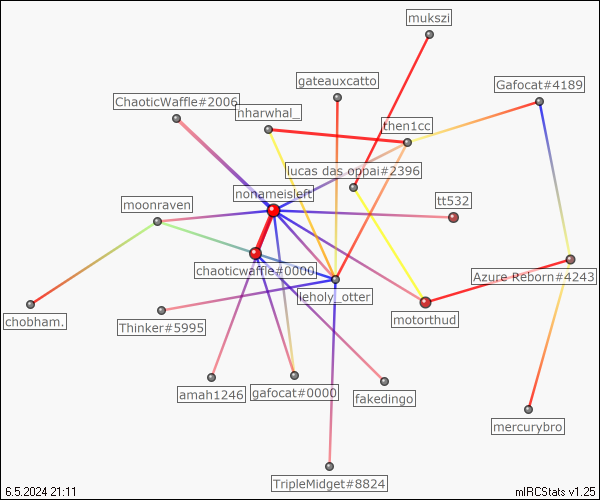 mukszi
gateauxcatto
Gafocat#4189
ChaoticWaffle#2006
nharwhal_
then1cc
lucas das oppai#2396
nonameisleft
moonraven
tt532
chaoticwaffle#0000
Azure Reborn#4243
leholy_otter
chobham.
Thinker#5995
motorthud
amah1246
gafocat#0000
fakedingo
mercurybro
TripleMidget#8824
6.5.2024 21:11
mIRCStats v1.25